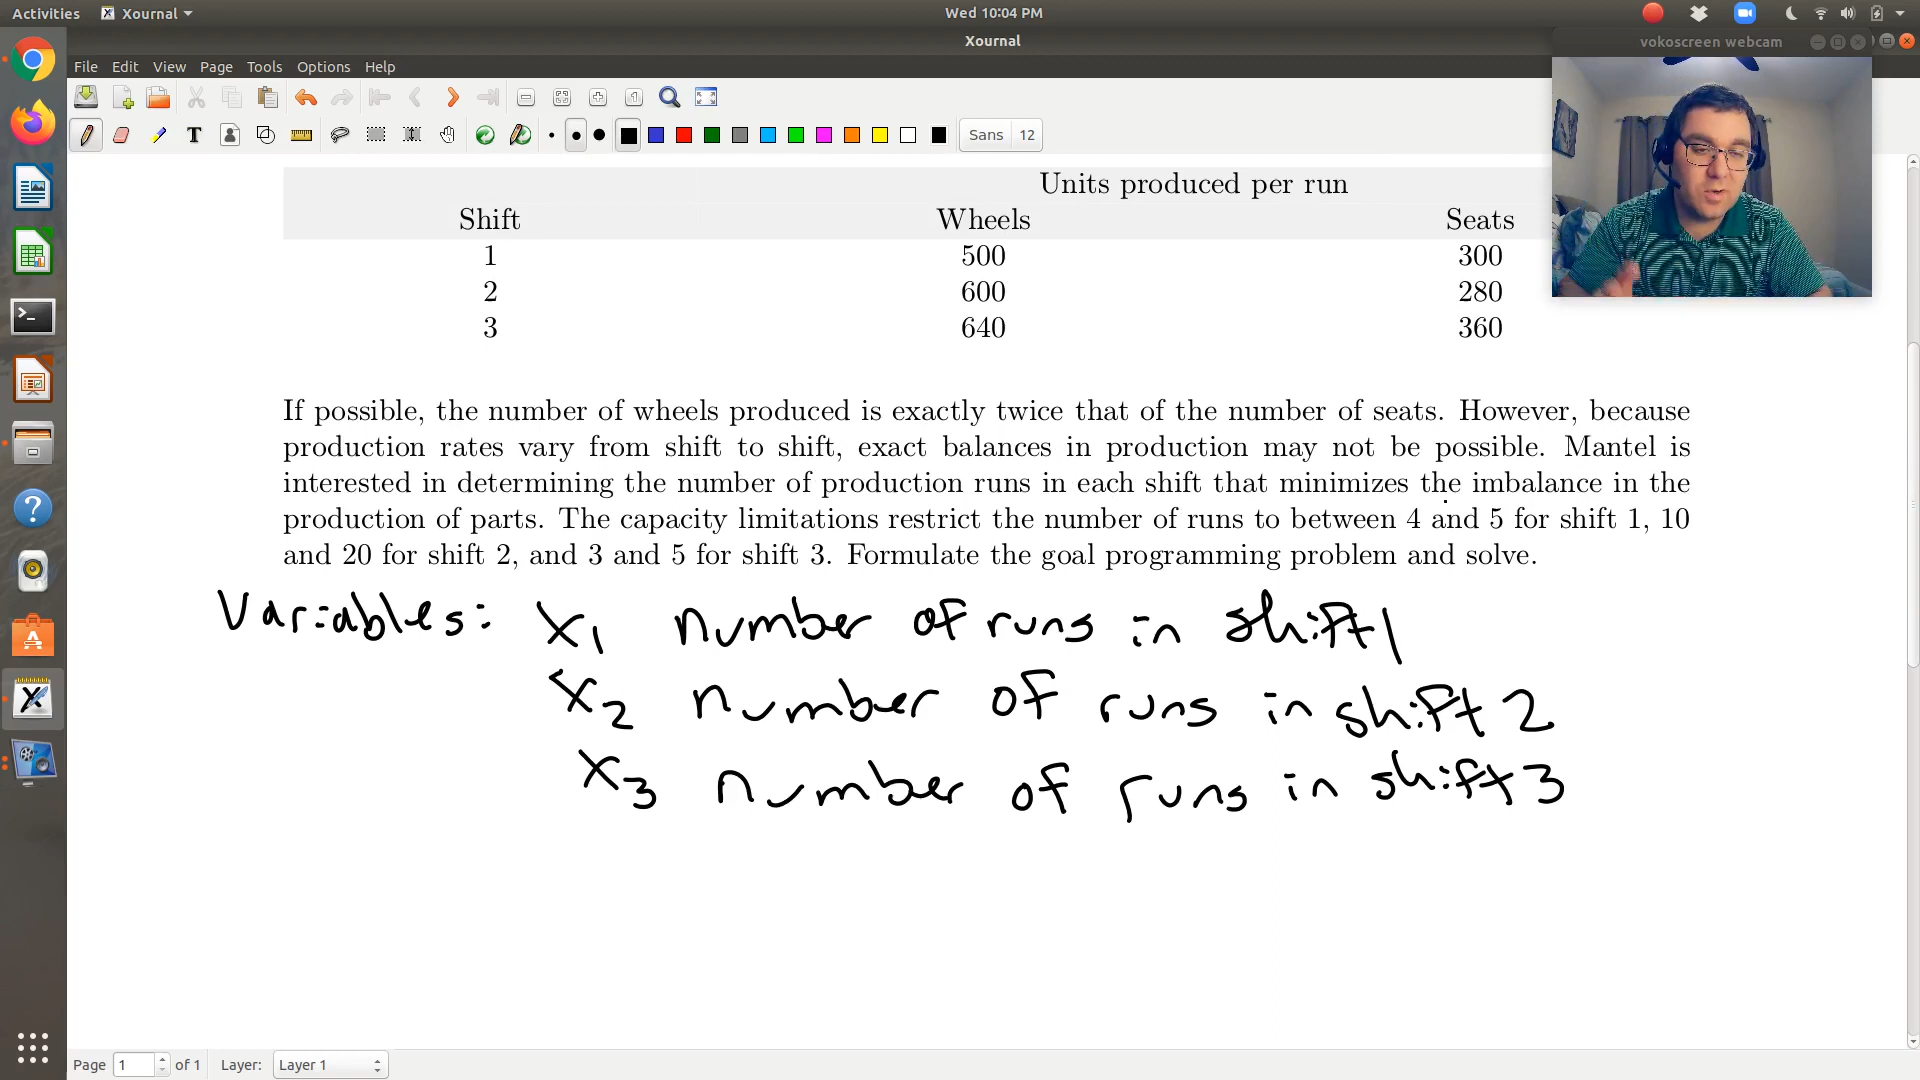 Activities Xournal Wed 10:04 PM
Xournal
vokoscreen webcam
File Edit View Page Tools Options Help
Sans 12
Units produced per run
Shift Wheels Seats
1 500 300
2 600 280
3 640 360
If possible, the number of wheels produced is exactly twice that of the number of seats. However, because
production rates vary from shift to shift, exact balances in production may not be possible. Mantel is
interested in determining the number of production runs in each shift that minimizes the imbalance in the
production of parts. The capacity limitations restrict the number of runs to between 4 and 5 for shift 1, 10
and 20 for shift 2, and 3 and 5 for shift 3. Formulate the goal programming problem and solve.
Variables: x1 number of runs in shift 1
x2 number of runs in shift 2
x3 number of runs in shift 3
Page 1 of 1 Layer: Layer 1